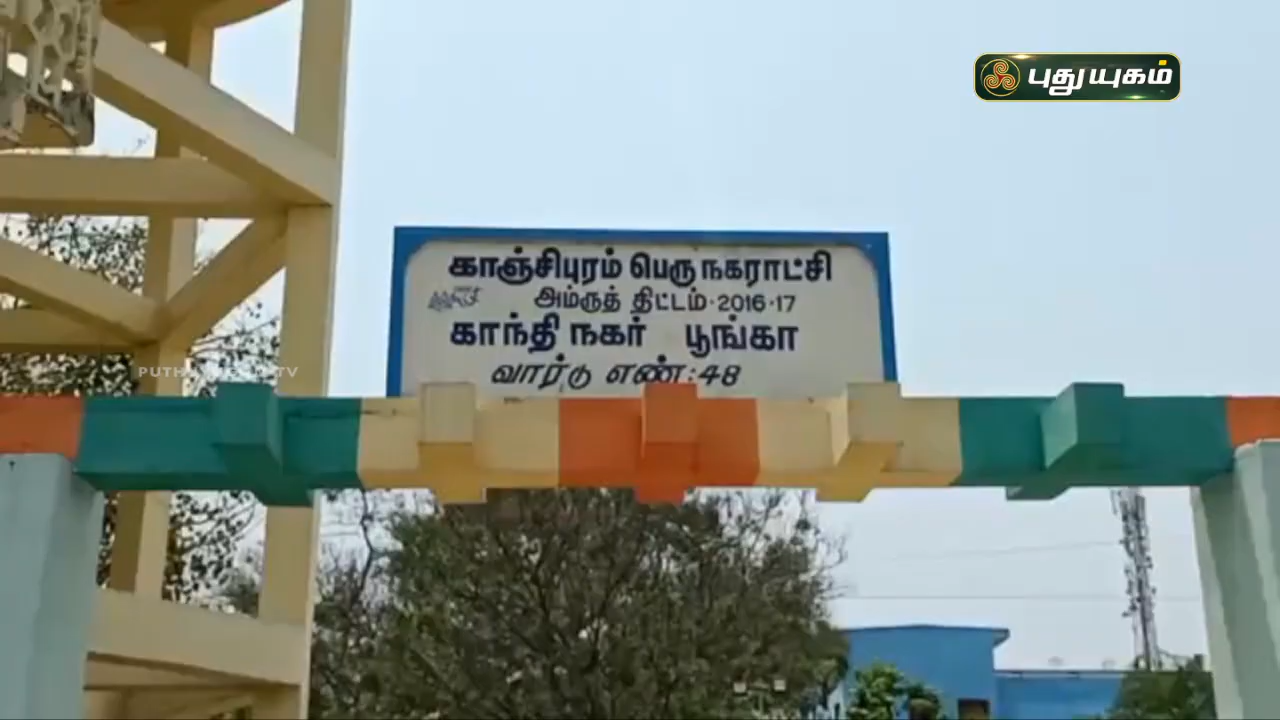 புதுயுகம்
காஞ்சிபுரம் பெருநகராட்சி
அம்ருத் திட்டம்-2016-17
காந்தி நகர் பூங்கா
வார்டு எண்:48